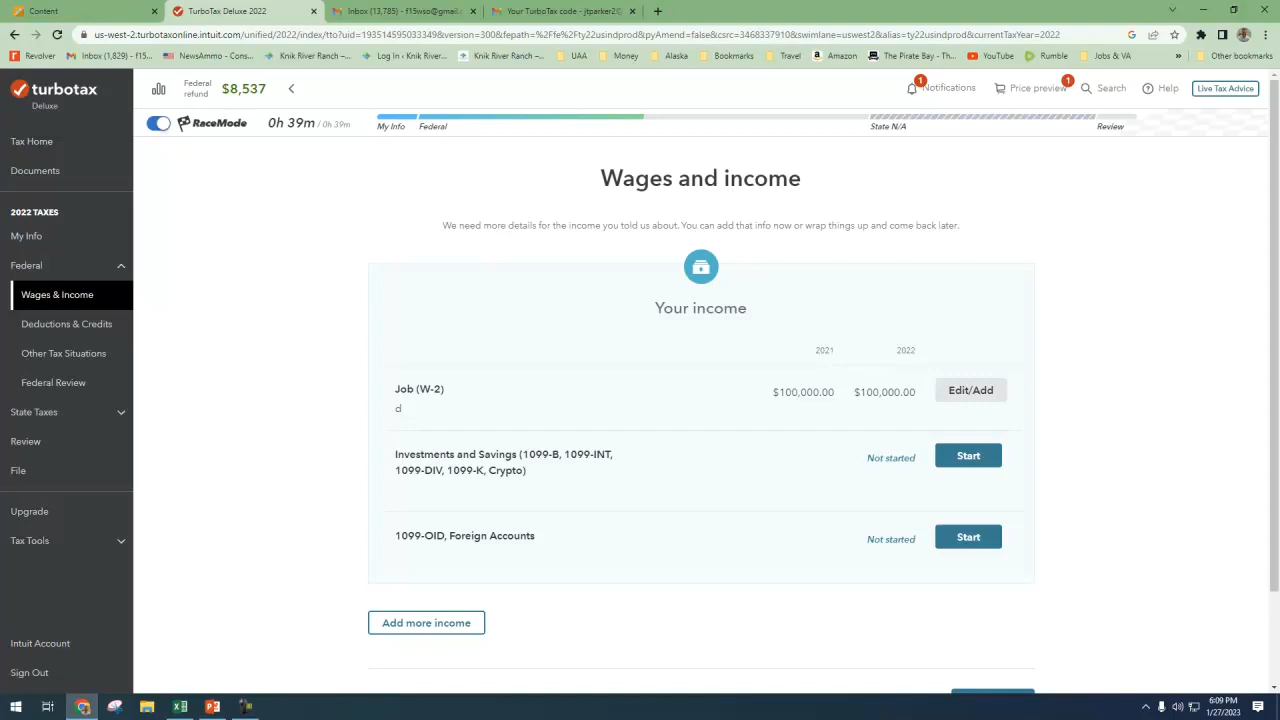 Content
TurboTax Deluxe 2022
Inbox (13,785) - f15wso@gmail.c
Your TurboTax code - jtparker2@
us-west-2.turbotaxonline.intuit.com/unified/2022/index/tto?uid=193514595033349&version=300&fepath=%2Ffe%2Ftty22sindprod&pyAmend=false&csrc=3468337910&swimlane=uswest2&alias=ty22sindprod&currentTaxYear=2022
Revolver
Inbox (1,829) - f15...
NewsAmmo - Cons...
Knik River Ranch - C...
Log In ‹ Knik River...
Knik River Ranch - C...
UAA
Money
Alaska
Bookmarks
Travel
Amazon
The Pirate Bay - Th...
YouTube
Rumble
Jobs & VA
»
Other bookmarks
turbotax
Deluxe
Federal refund
$8,537
1
Notifications
Price preview
1
Search
Help
Live Tax Advice
RaceMode
0h 39m / 0h 39m
My Info
Federal
State N/A
Review
Tax Home
Documents
2022 TAXES
My Info
Federal
Wages & Income
Deductions & Credits
Other Tax Situations
Federal Review
State Taxes
Review
File
Upgrade
Tax Tools
Intuit Account
Sign Out
Wages and income
We need more details for the income you told us about. You can add that info now or wrap things up and come back later.
Your income
2021 2022
Job (W-2) $100,000.00 $100,000.00 Edit/Add
d
Investments and Savings (1099-B, 1099-INT, Not started Start
1099-DIV, 1099-K, Crypto)
1099-OID, Foreign Accounts Not started Start
Add more income
6:09 PM
1/27/2023